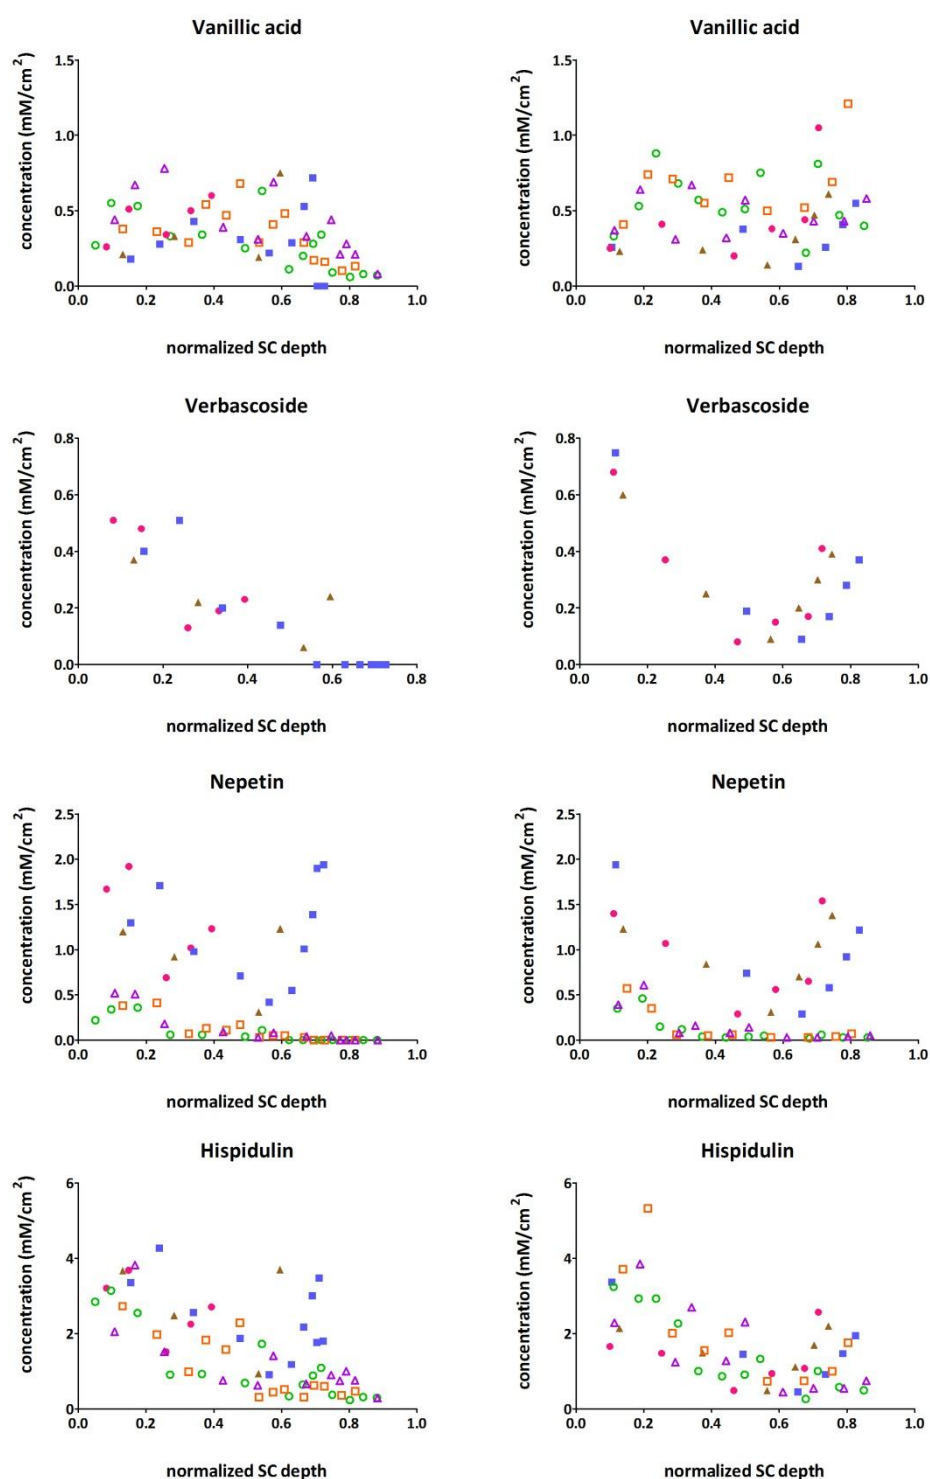 Vanillic acid
concentration (mM/cm²)
1.5
1.0
0.5
0.0
0.0 0.2 0.4 0.6 0.8 1.0
normalized SC depth
Vanillic acid
concentration (mM/cm²)
1.5
1.0
0.5
0.0
0.0 0.2 0.4 0.6 0.8 1.0
normalized SC depth
Verbascoside
concentration (mM/cm²)
0.8
0.6
0.4
0.2
0.0
0.0 0.2 0.4 0.6 0.8
normalized SC depth
Verbascoside
concentration (mM/cm²)
0.8
0.6
0.4
0.2
0.0
0.0 0.2 0.4 0.6 0.8 1.0
normalized SC depth
Nepetin
concentration (mM/cm²)
2.5
2.0
1.5
1.0
0.5
0.0
0.0 0.2 0.4 0.6 0.8 1.0
normalized SC depth
Nepetin
concentration (mM/cm²)
2.5
2.0
1.5
1.0
0.5
0.0
0.0 0.2 0.4 0.6 0.8 1.0
normalized SC depth
Hispidulin
concentration (mM/cm²)
6
4
2
0
0.0 0.2 0.4 0.6 0.8 1.0
normalized SC depth
Hispidulin
concentration (mM/cm²)
6
4
2
0
0.0 0.2 0.4 0.6 0.8 1.0
normalized SC depth